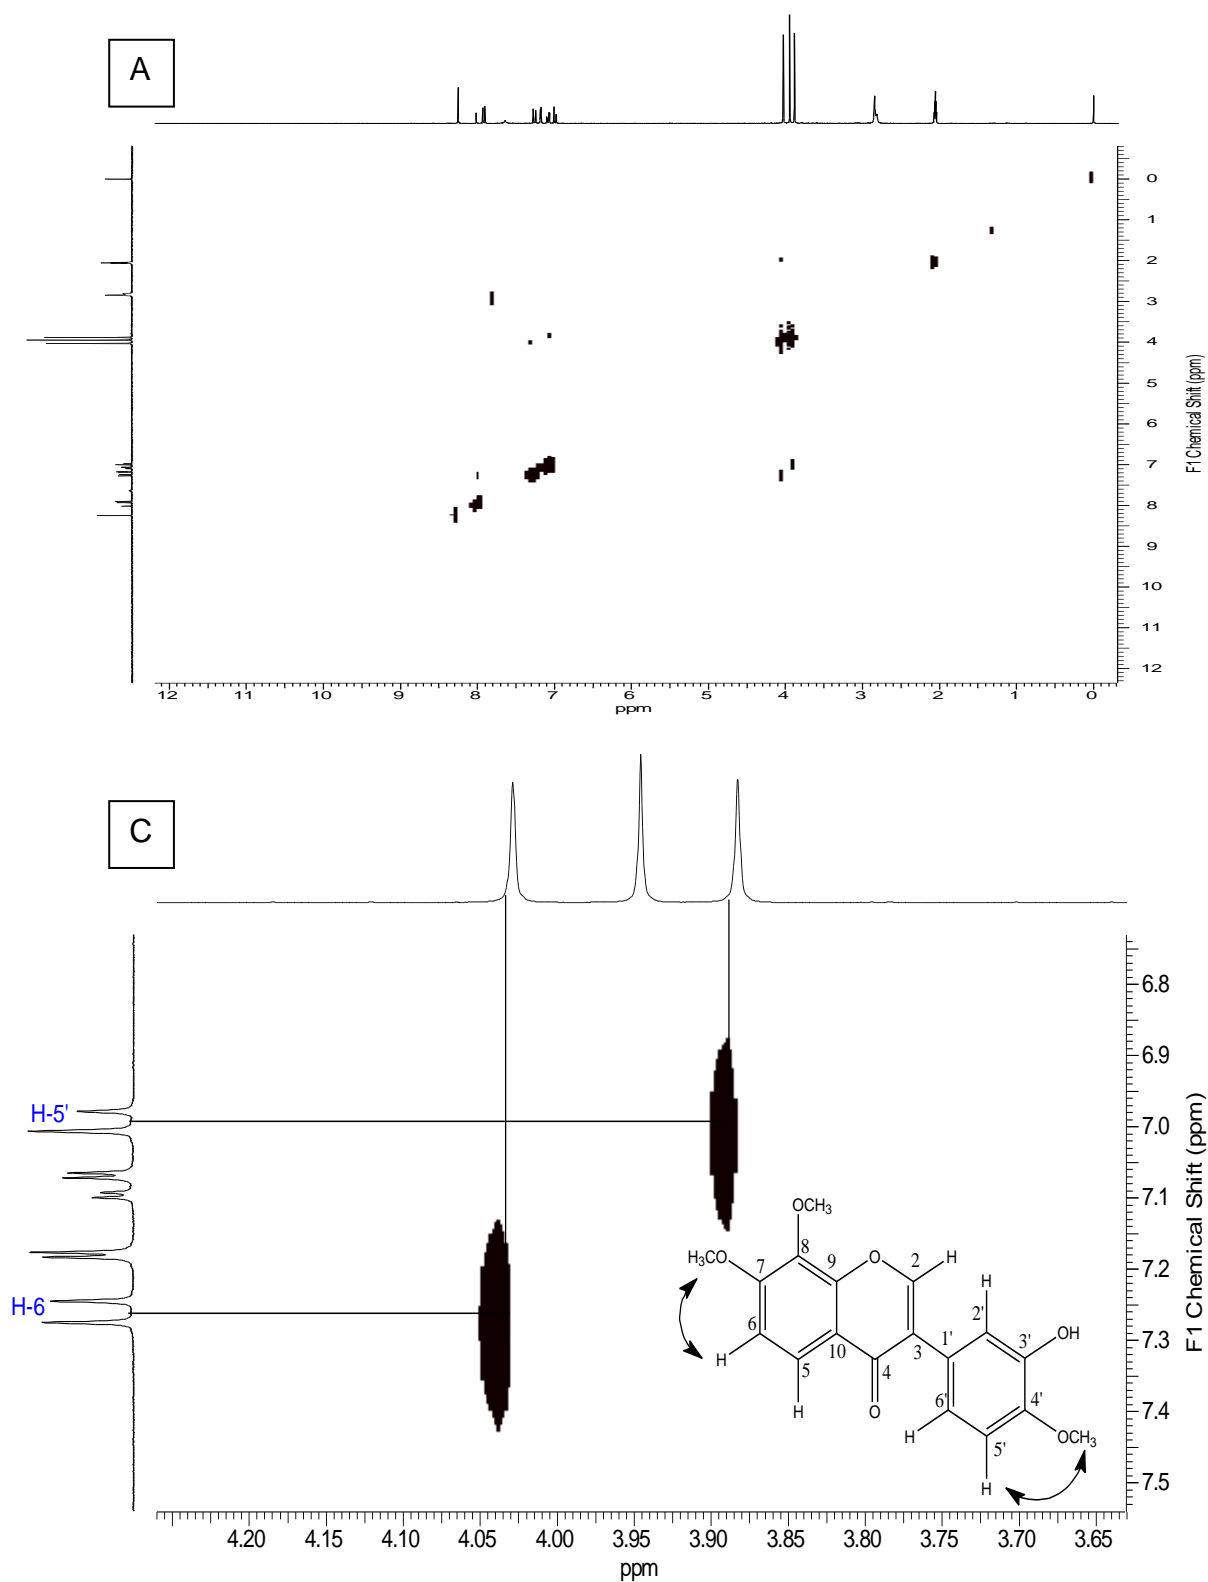 A
0
1
2
3
4
5
6
7
8
9
10
11
12
F1 Chemical Shift (ppm)
12 11 10 9 8 7 6 5 4 3 2 1 0
ppm
C
H-5'
H-6
6.8
6.9
7.0
7.1
7.2
7.3
7.4
7.5
F1 Chemical Shift (ppm)
OCH3
H3CO 7 8 9 O 2 H
6 10 3 1' 2' H
H 5 4 3' OH
H O 6' 4'
H 5' OCH3
H
4.20 4.15 4.10 4.05 4.00 3.95 3.90 3.85 3.80 3.75 3.70 3.65
ppm